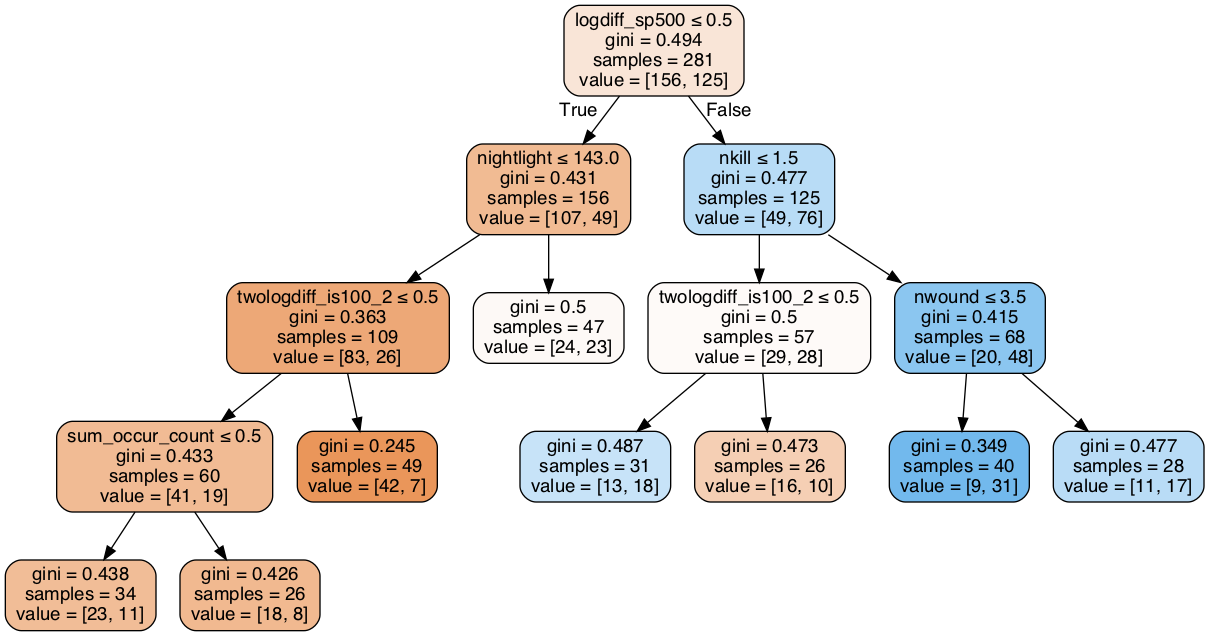 logdiff_sp500 ≤ 0.5
gini = 0.494
samples = 281
value = [156, 125]
True
False
nightlight ≤ 143.0
gini = 0.431
samples = 156
value = [107, 49]
nkill ≤ 1.5
gini = 0.477
samples = 125
value = [49, 76]
twologdiff_is100_2 ≤ 0.5
gini = 0.363
samples = 109
value = [83, 26]
gini = 0.5
samples = 47
value = [24, 23]
twologdiff_is100_2 ≤ 0.5
gini = 0.5
samples = 57
value = [29, 28]
nwound ≤ 3.5
gini = 0.415
samples = 68
value = [20, 48]
sum_occur_count ≤ 0.5
gini = 0.433
samples = 60
value = [41, 19]
gini = 0.245
samples = 49
value = [42, 7]
gini = 0.487
samples = 31
value = [13, 18]
gini = 0.473
samples = 26
value = [16, 10]
gini = 0.349
samples = 40
value = [9, 31]
gini = 0.477
samples = 28
value = [11, 17]
gini = 0.438
samples = 34
value = [23, 11]
gini = 0.426
samples = 26
value = [18, 8]